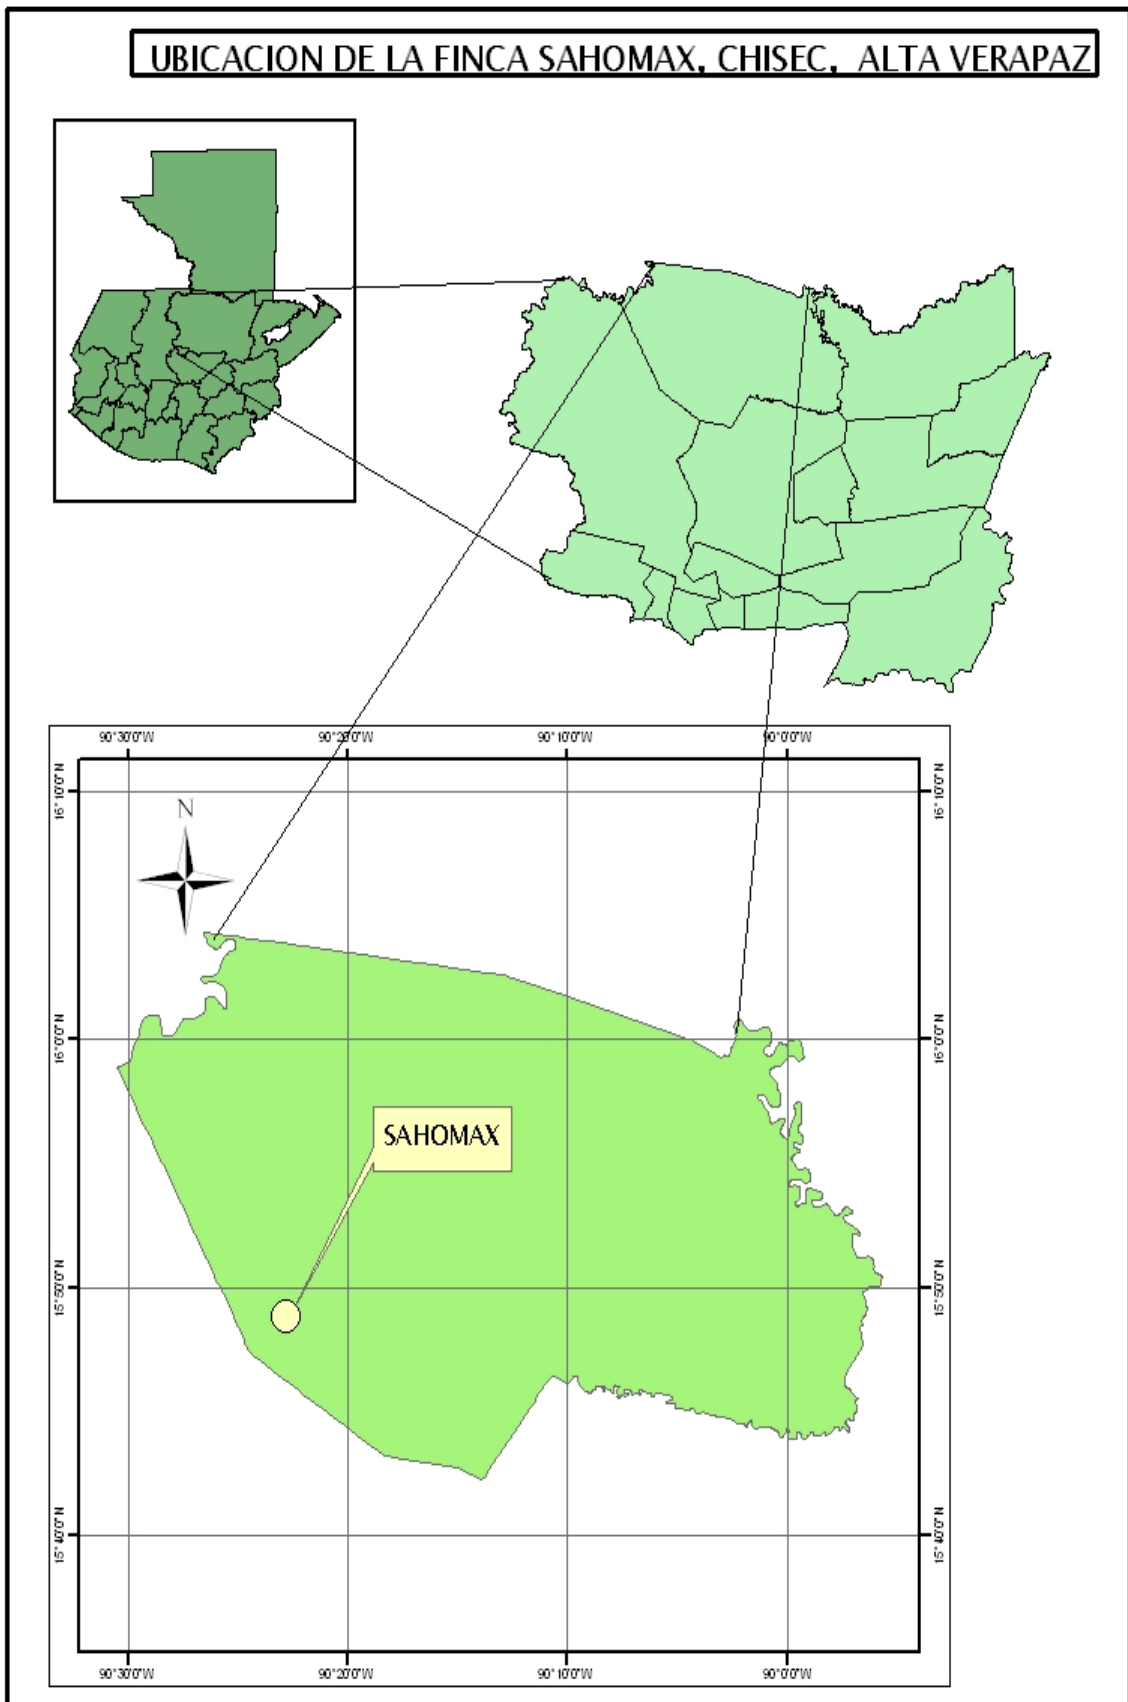 UBICACION DE LA FINCA SAHOMAX, CHISEC, ALTA VERAPAZ
90°30'0"W 90°20'0"W 90°10'0"W 90°0'0"W
16°10'0"N 16°10'0"N
N
16°0'0"N 16°0'0"N
SAHOMAX
15°50'0"N 15°50'0"N
15°40'0"N 15°40'0"N
90°30'0"W 90°20'0"W 90°10'0"W 90°0'0"W